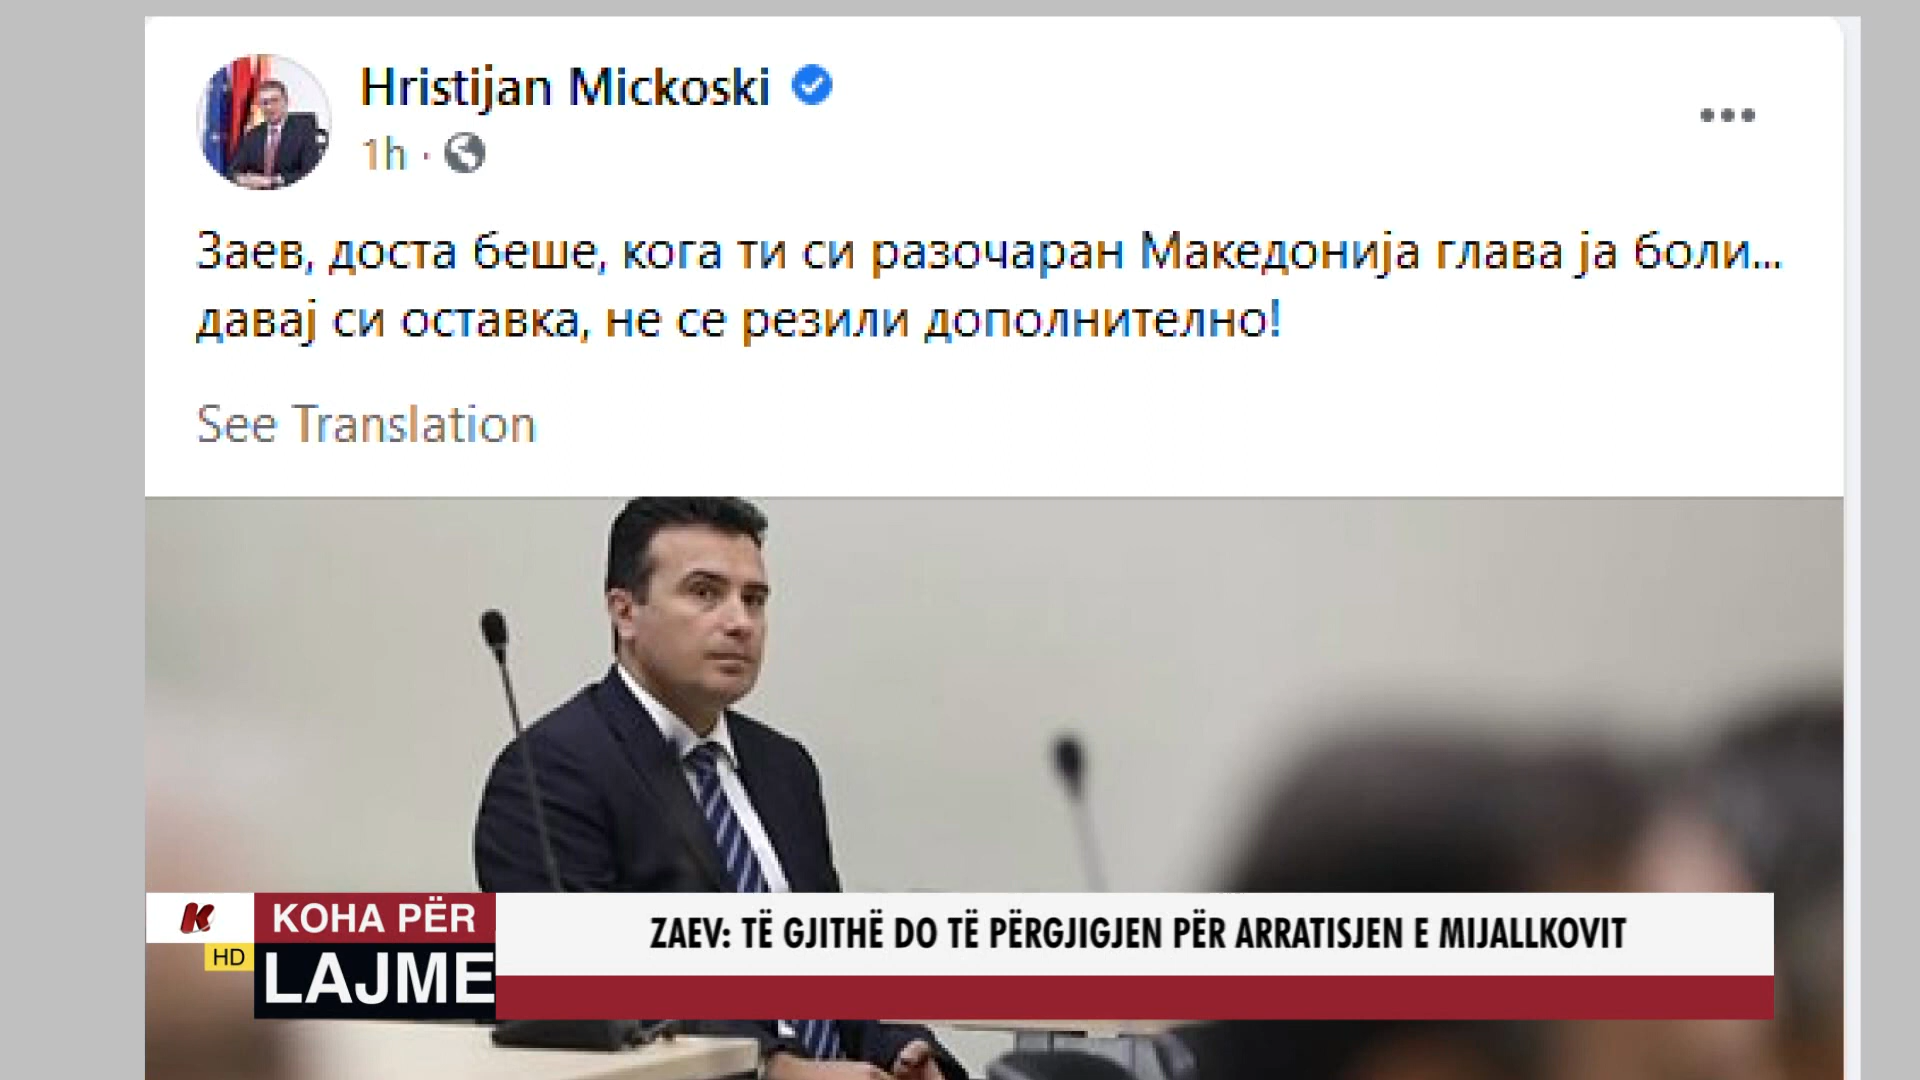 Hristijan Mickoski
1h ·
Заев, доста беше, кога ти си разочаран Македонија глава ја боли...
давај си оставка, не се резили дополнително!
See Translation
K
HD
KOHA PËR
LAJME
ZAEV: TË GJITHË DO TË PËRGJIGJEN PËR ARRATISJEN E MIJALLKOVIT